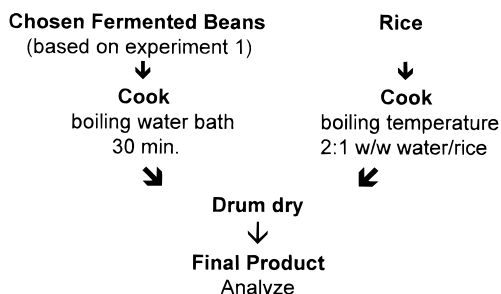 Chosen Fermented Beans
(based on experiment 1)
Cook
boiling water bath
30 min.
Rice
Cook
boiling temperature
2:1 w/w water/rice
Drum dry
Final Product
Analyze